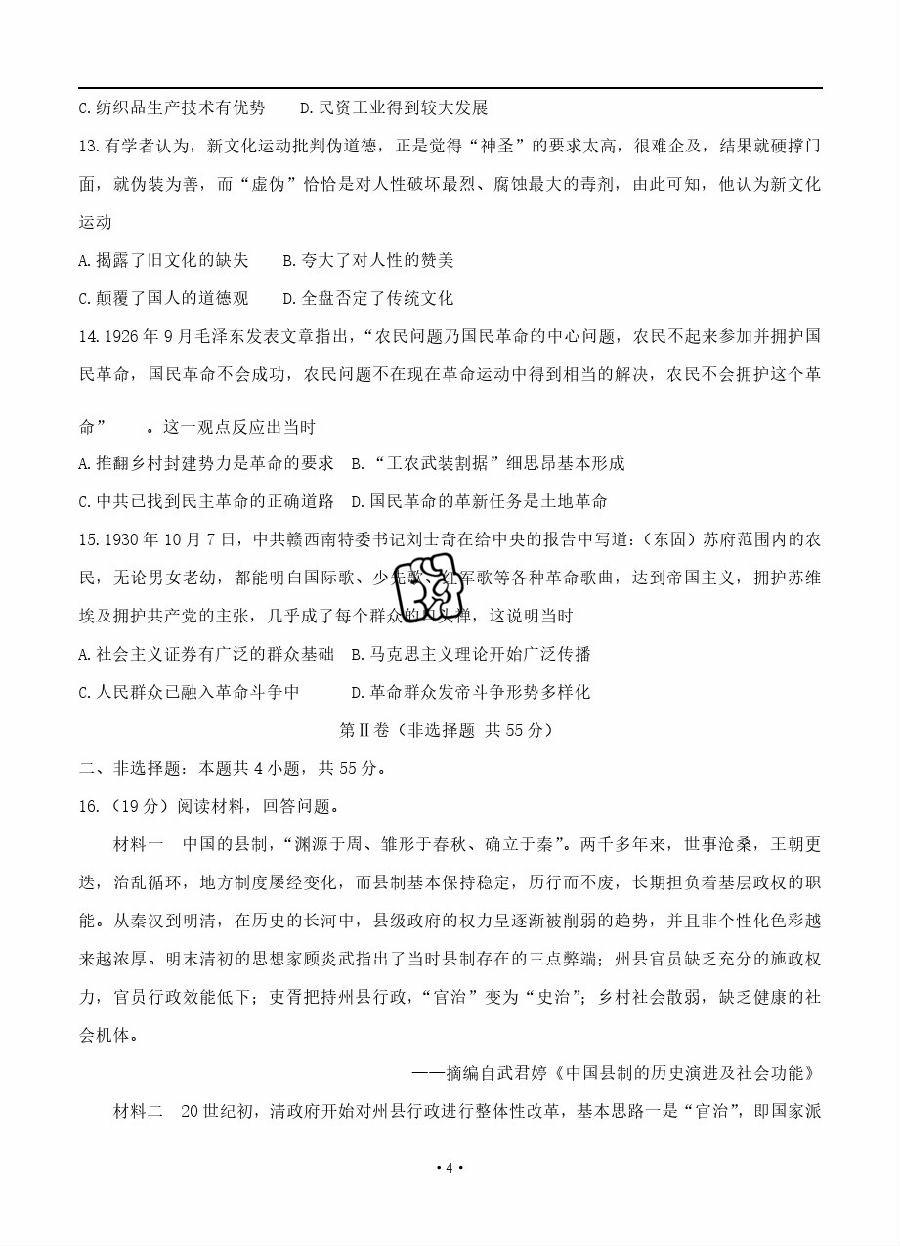 C.纺织品生产技术有优势 D.民资工业得到较大发展
13.有学者认为,新文化运动批判伪道德,正是觉得“神圣”的要求太高,很难企及,结果就硬撑门
面,就伪装为善,而“虚伪”恰恰是对人性破坏最烈、腐蚀最大的毒剂,由此可知,他认为新文化
运动
A.揭露了旧文化的缺失 B.夸大了对人性的赞美
C.颠覆了国人的道德观 D.全盘否定了传统文化
14.1926年9月毛泽东发表文章指出,“农民问题乃国民革命的中心问题,农民不起来参加并拥护国
民革命,国民革命不会成功,农民问题不在现在革命运动中得到相当的解决,农民不会拥护这个革
命” 。这一观点反应出当时
A.推翻乡村封建势力是革命的要求 B.“工农武装割据”细思昂基本形成
C.中共已找到民主革命的正确道路 D.国民革命的革新任务是土地革命
15.1930年10月7日,中共赣西南特委书记刘士奇在给中央的报告中写道:(东固)苏府范围内的农
民,无论男女老幼,都能明白国际歌、少先歌、红军歌等各种革命歌曲,达到帝国主义,拥护苏维
埃及拥护共产党的主张,几乎成了每个群众的口头禅,这说明当时
A.社会主义证券有广泛的群众基础 B.马克思主义理论开始广泛传播
C.人民群众已融入革命斗争中 D.革命群众发帝斗争形势多样化
第Ⅱ卷(非选择题 共55分)
二、非选择题:本题共4小题,共55分。
16.(19分)阅读材料,回答问题。
材料一 中国的县制,“渊源于周、雏形于春秋、确立于秦”。两千多年来,世事沧桑,王朝更
迭,治乱循环,地方制度屡经变化,而县制基本保持稳定,历行而不废,长期担负着基层政权的职
能。从秦汉到明清,在历史的长河中,县级政府的权力呈逐渐被削弱的趋势,并且非个性化色彩越
来越浓厚、明末清初的思想家顾炎武指出了当时县制存在的三点弊端;州县官员缺乏充分的施政权
力,官员行政效能低下;吏胥把持州县行政,“官治”变为“史治”;乡村社会散弱,缺乏健康的社
会机体。
——摘编自武君婷《中国县制的历史演进及社会功能》
材料二 20世纪初,清政府开始对州县行政进行整体性改革,基本思路一是“官治”,即国家派
·4·